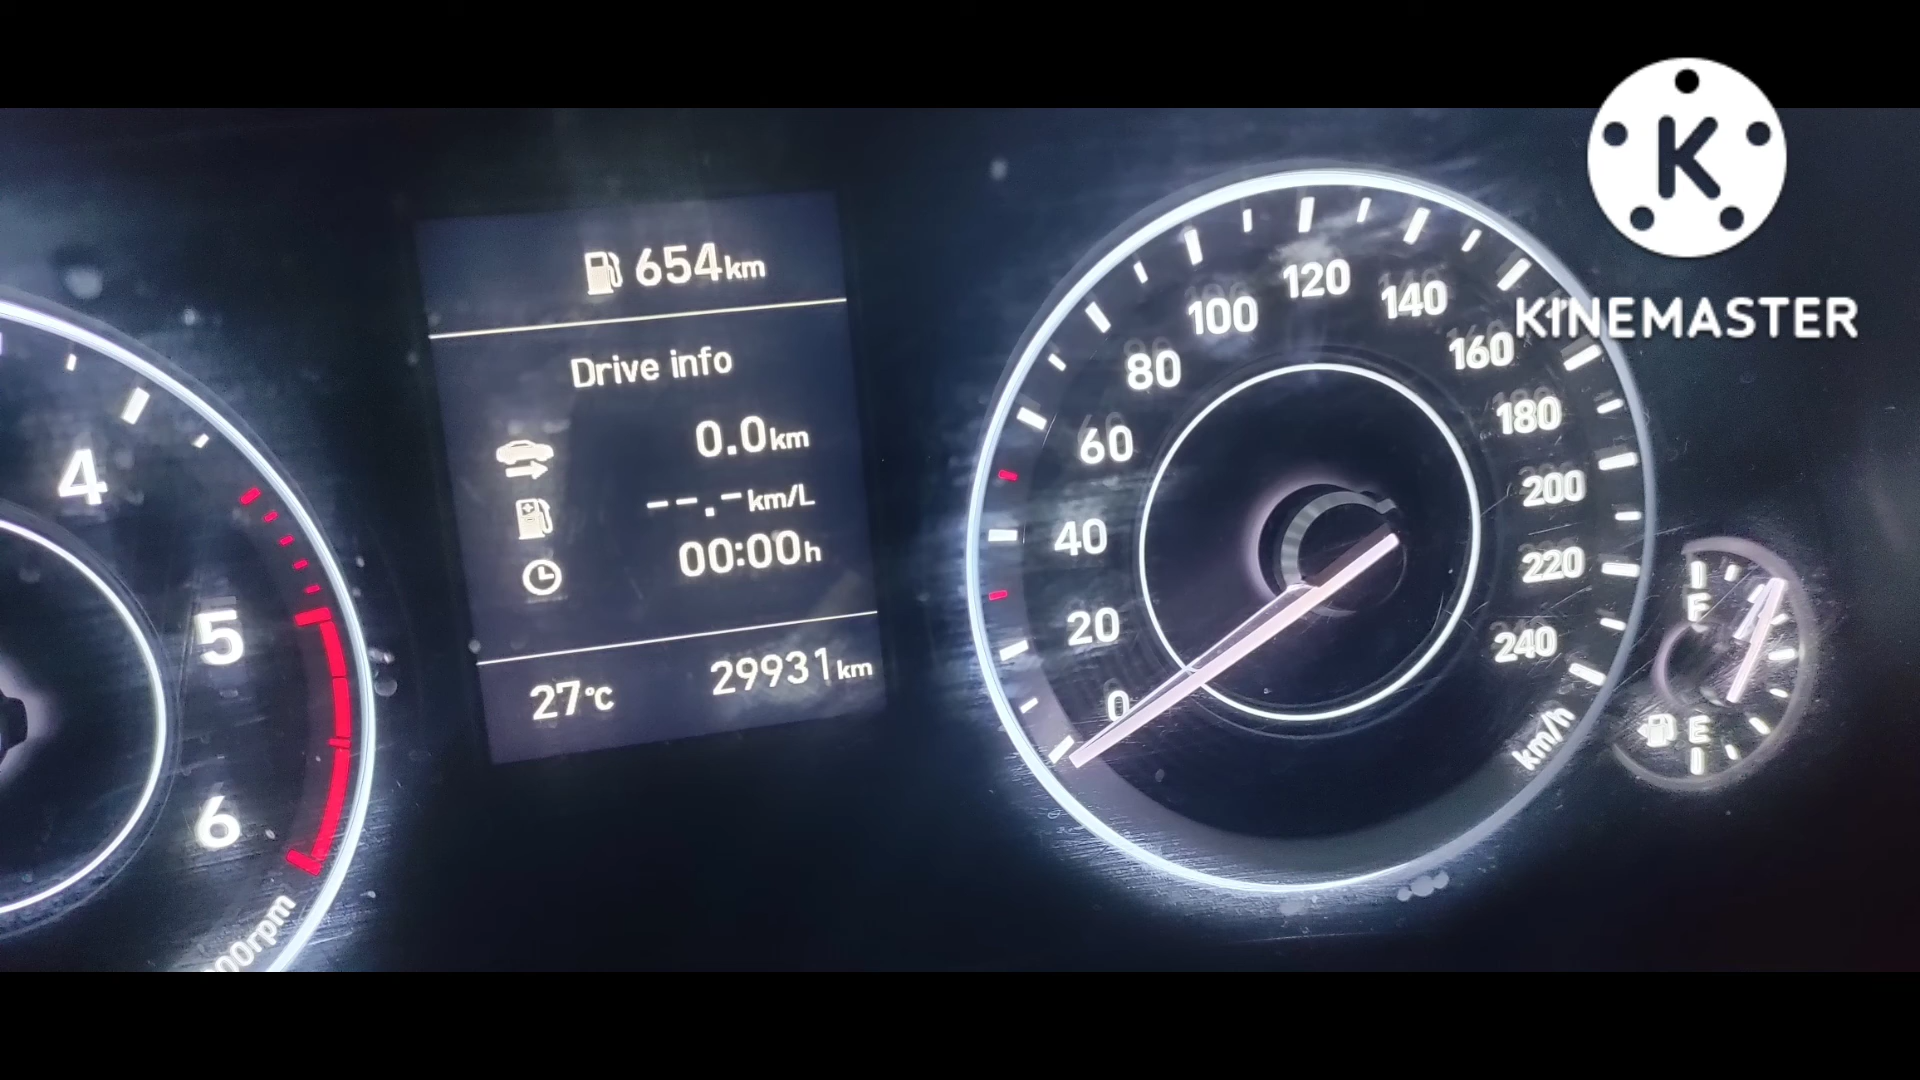 654km
Drive info
0.0km
--.-km/L
00:00h
27°C 29931km
4
5
6
00rpm
0
20
40
60
80
100
120
140
160
180
200
220
240
km/h
F
E
K
KINEMASTER